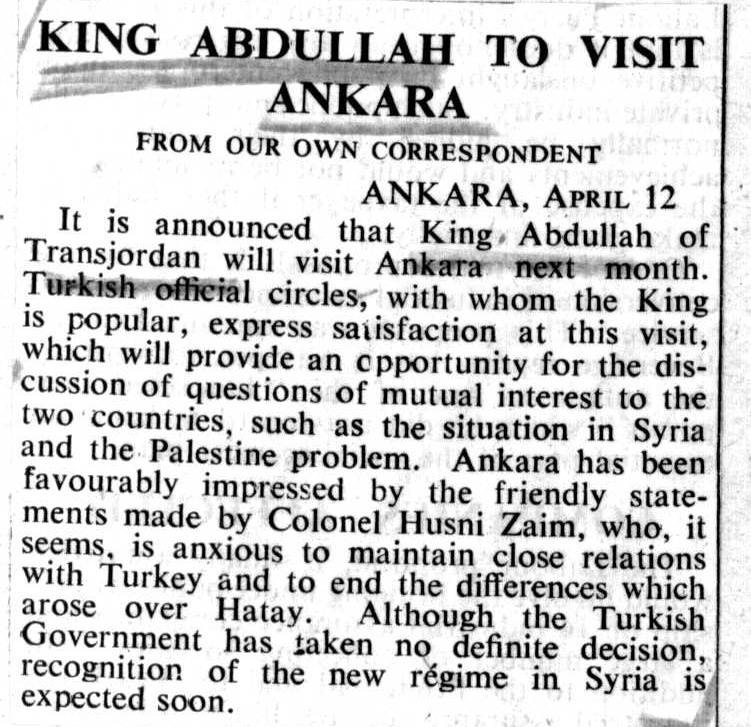 KING ABDULLAH TO VISIT
ANKARA
FROM OUR OWN CORRESPONDENT
ANKARA, APRIL 12
It is announced that King Abdullah of
Transjordan will visit Ankara next month.
Turkish official circles, with whom the King
is popular, express satisfaction at this visit,
which will provide an opportunity for the dis-
cussion of questions of mutual interest to the
two countries, such as the situation in Syria
and the Palestine problem. Ankara has been
favourably impressed by the friendly state-
ments made by Colonel Husni Zaim, who, it
seems, is anxious to maintain close relations
with Turkey and to end the differences which
arose over Hatay. Although the Turkish
Government has taken no definite decision,
recognition of the new régime in Syria is
expected soon.